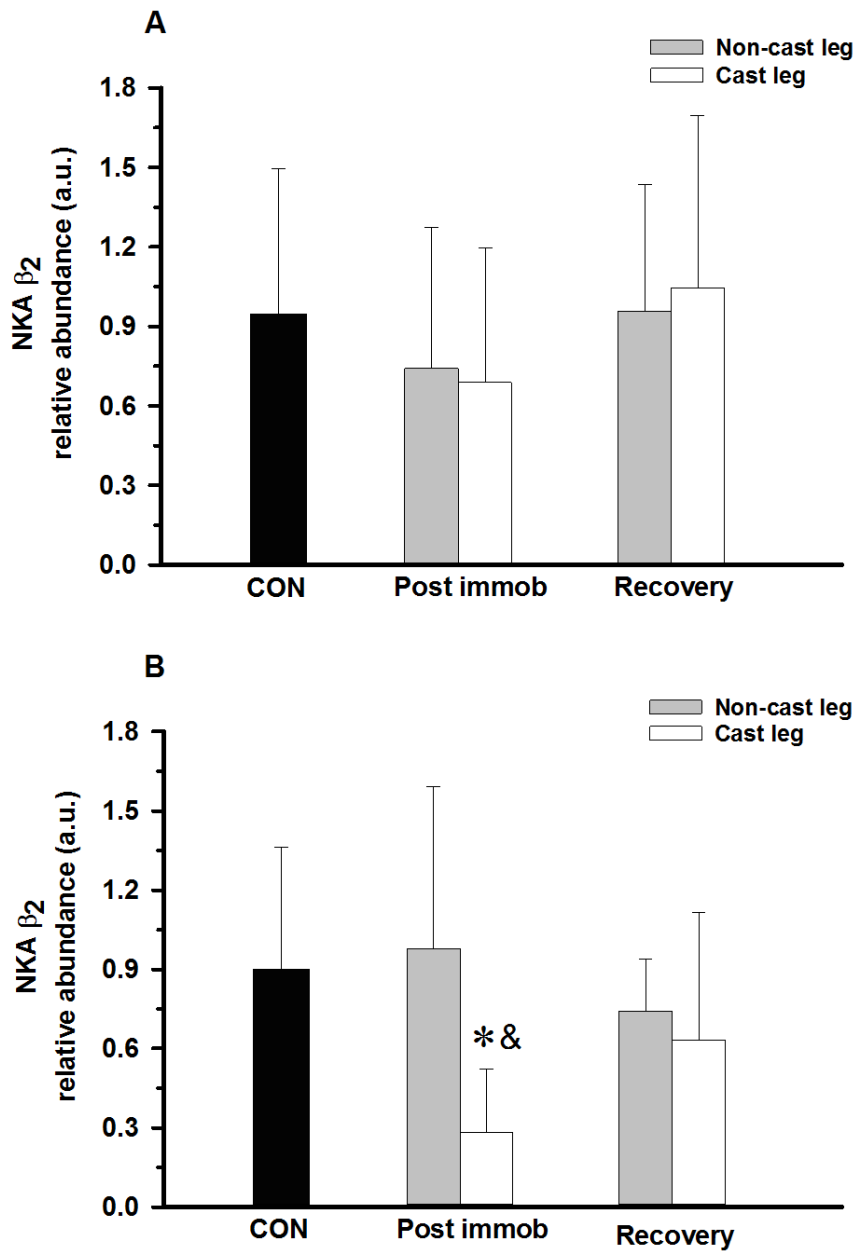 A
Non-cast leg
Cast leg
NKA β2
relative abundance (a.u.)
1.8
1.5
1.2
0.9
0.6
0.3
0.0
CON Post immob Recovery
B
Non-cast leg
Cast leg
NKA β2
relative abundance (a.u.)
1.8
1.5
1.2
0.9
0.6
0.3
0.0
*&
CON Post immob Recovery